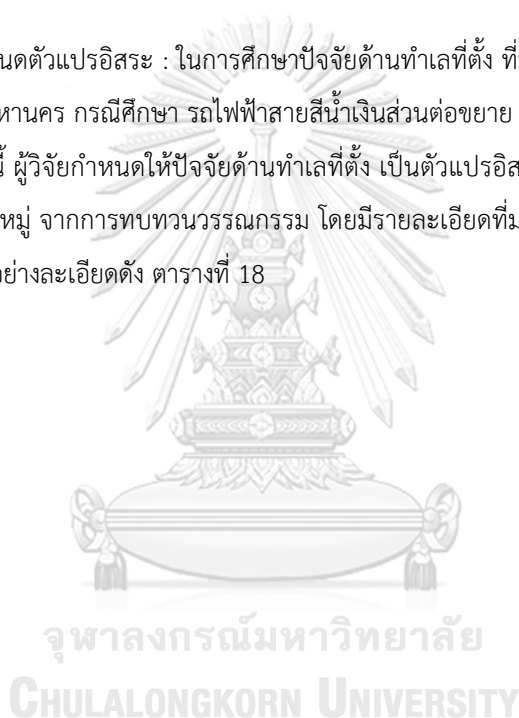 นดตัวแปรอิสระ : ในการศึกษาปัจจัยด้านทำเลที่ตั้ง ที่
หานคร กรณีศึกษา รถไฟฟ้าสายสีน้ำเงินส่วนต่อขยาย
นี้ ผู้วิจัยกำหนดให้ปัจจัยด้านทำเลที่ตั้ง เป็นตัวแปรอิส
หมู่ จากการทบทวนวรรณกรรม โดยมีรายละเอียดที่ม
อย่างละเอียดดัง ตารางที่ 18
จุฬาลงกรณ์มหาวิทยาลัย
CHULALONGKORN UNIVERSITY